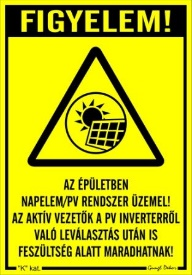 FIGYELEM!
AZ ÉPÜLETBEN
NAPELEM/PV RENDSZER ÜZEMEL!
AZ AKTÍV VEZETŐK A PV INVERTERRŐL
VALÓ LEVÁLASZTÁS UTÁN IS
FESZÜLTSÉG ALATT MARADHATNAK!
"K" kat.